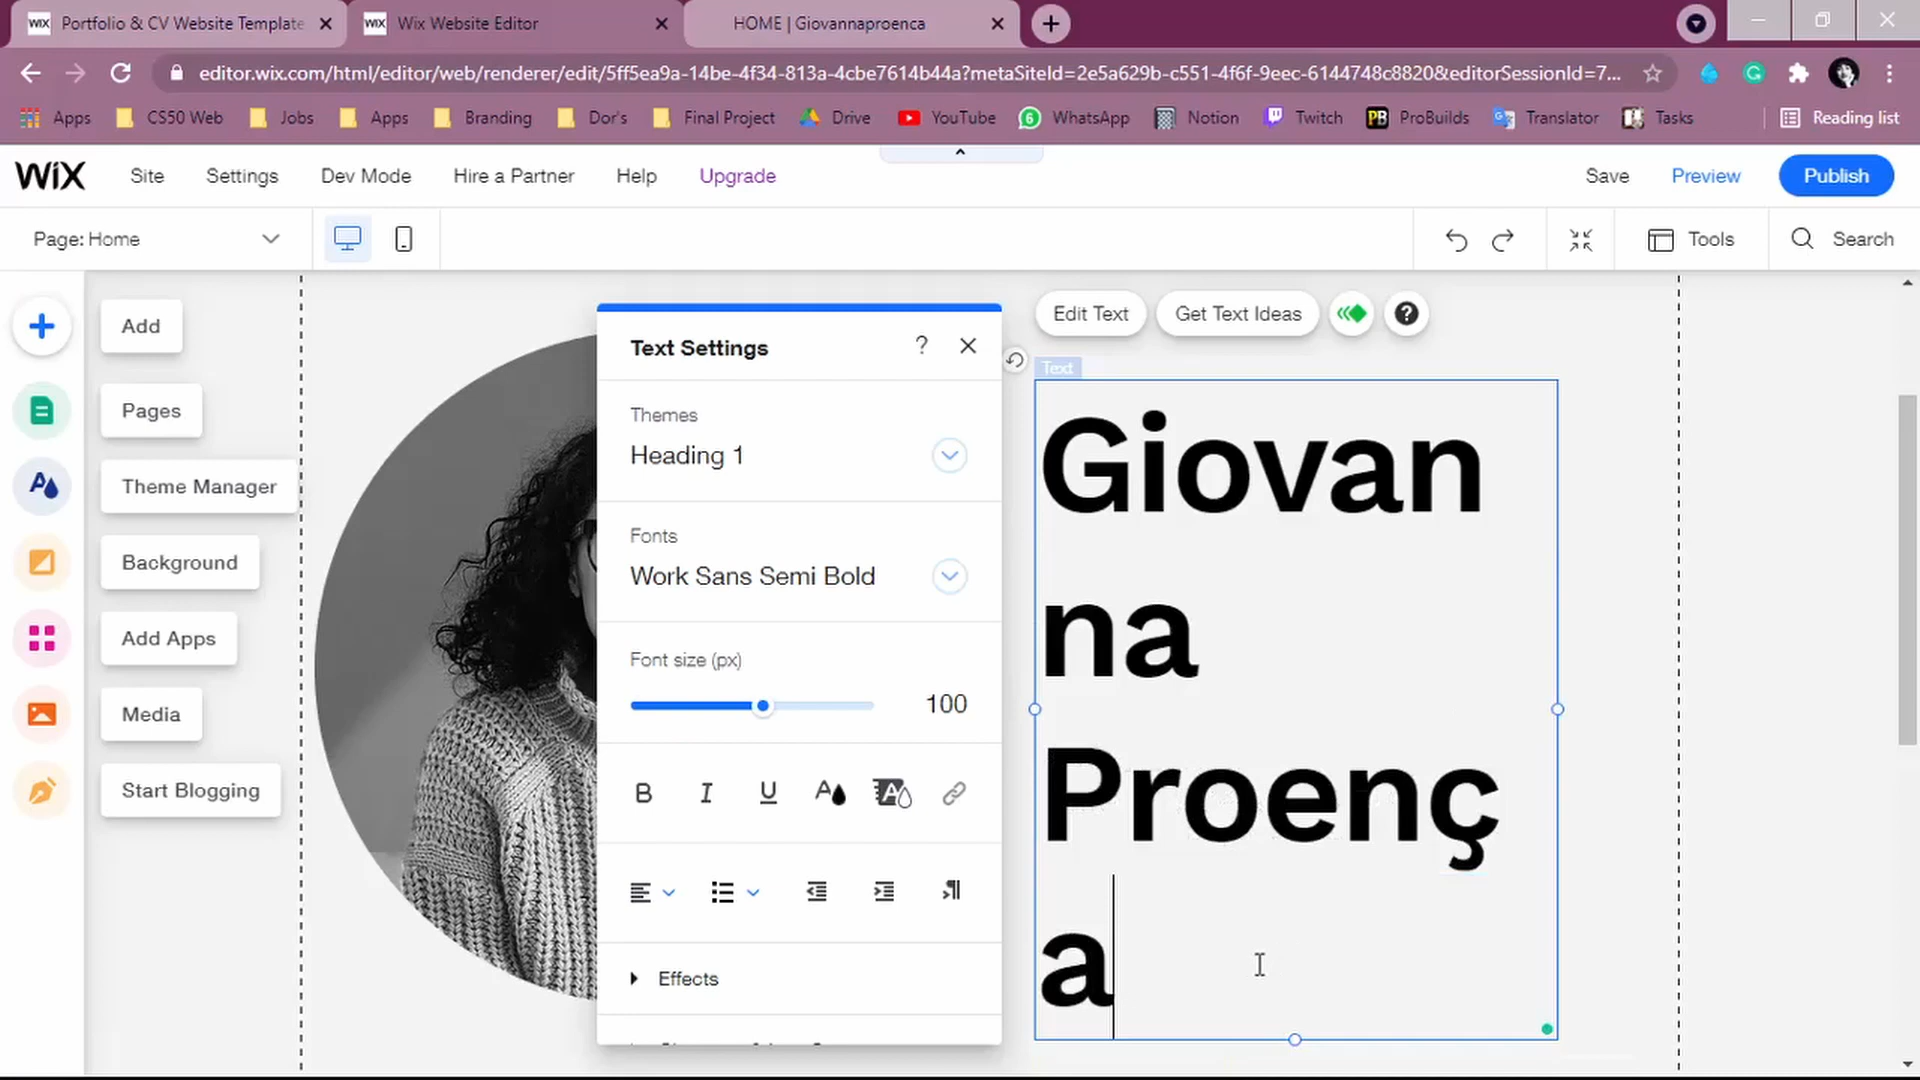 WIX Portfolio & CV Website Template
WIX Wix Website Editor
HOME | Giovannaproenca
editor.wix.com/html/editor/web/renderer/edit/5ff5ea9a-14be-4f34-813a-4cbe7614b44a?metaSiteId=2e5a629b-c551-4f6f-9eec-6144748c8820&editorSessionId=7...
Apps CS50 Web Jobs Apps Branding Dor's Final Project Drive YouTube 6 WhatsApp Notion Twitch PB ProBuilds Translator Tasks Reading list
WiX Site Settings Dev Mode Hire a Partner Help Upgrade Save Preview Publish
Page: Home Tools Search
Add
Pages
Theme Manager
Background
Add Apps
Media
Start Blogging
Text Settings ?
Themes
Heading 1
Fonts
Work Sans Semi Bold
Font size (px)
100
B I U A A
Effects
Edit Text Get Text Ideas ?
Text
Giovan
na
Proenç
a